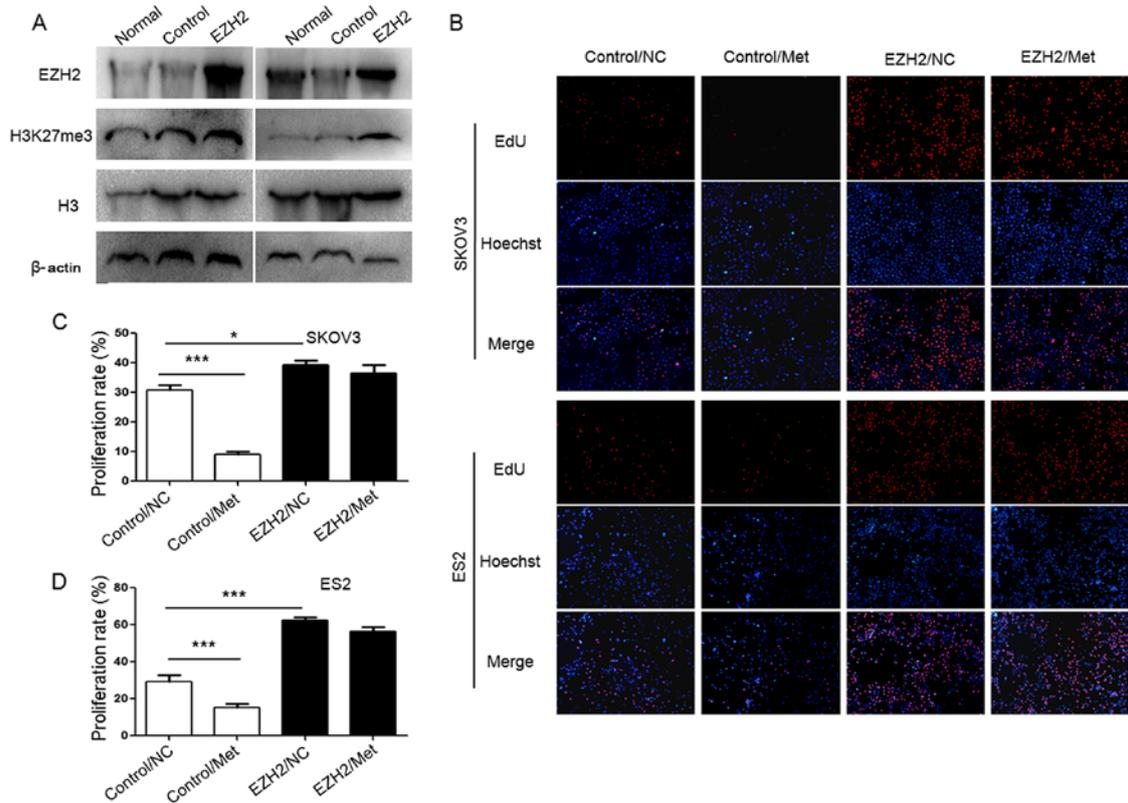 A
Normal
Control
EZH2
Normal
Control
EZH2
EZH2
H3K27me3
H3
β-actin
B
Control/NC
Control/Met
EZH2/NC
EZH2/Met
SKOV3
EdU
Hoechst
Merge
ES2
EdU
Hoechst
Merge
C
SKOV3
Proliferation rate (%)
50
40
30
20
10
0
*
***
Control/NC
Control/Met
EZH2/NC
EZH2/Met
D
ES2
Proliferation rate (%)
80
60
40
20
0
***
***
Control/NC
Control/Met
EZH2/NC
EZH2/Met